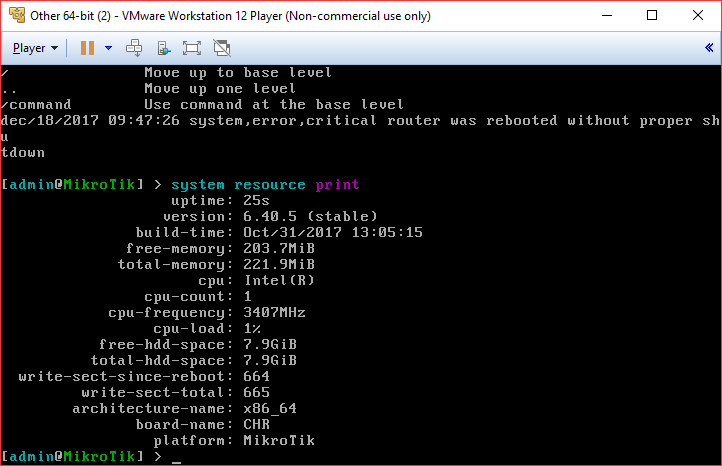 Other 64-bit (2) - VMware Workstation 12 Player (Non-commercial use only)
Player
/ Move up to base level
.. Move up one level
/command Use command at the base level
dec/18/2017 09:47:26 system,error,critical router was rebooted without proper sh
u
tdown
[admin@MikroTik] > system resource print
uptime: 25s
version: 6.40.5 (stable)
build-time: Oct/31/2017 13:05:15
free-memory: 203.7MiB
total-memory: 221.9MiB
cpu: Intel(R)
cpu-count: 1
cpu-frequency: 3407MHz
cpu-load: 1%
free-hdd-space: 7.9GiB
total-hdd-space: 7.9GiB
write-sect-since-reboot: 664
write-sect-total: 665
architecture-name: x86_64
board-name: CHR
platform: MikroTik
[admin@MikroTik] > _